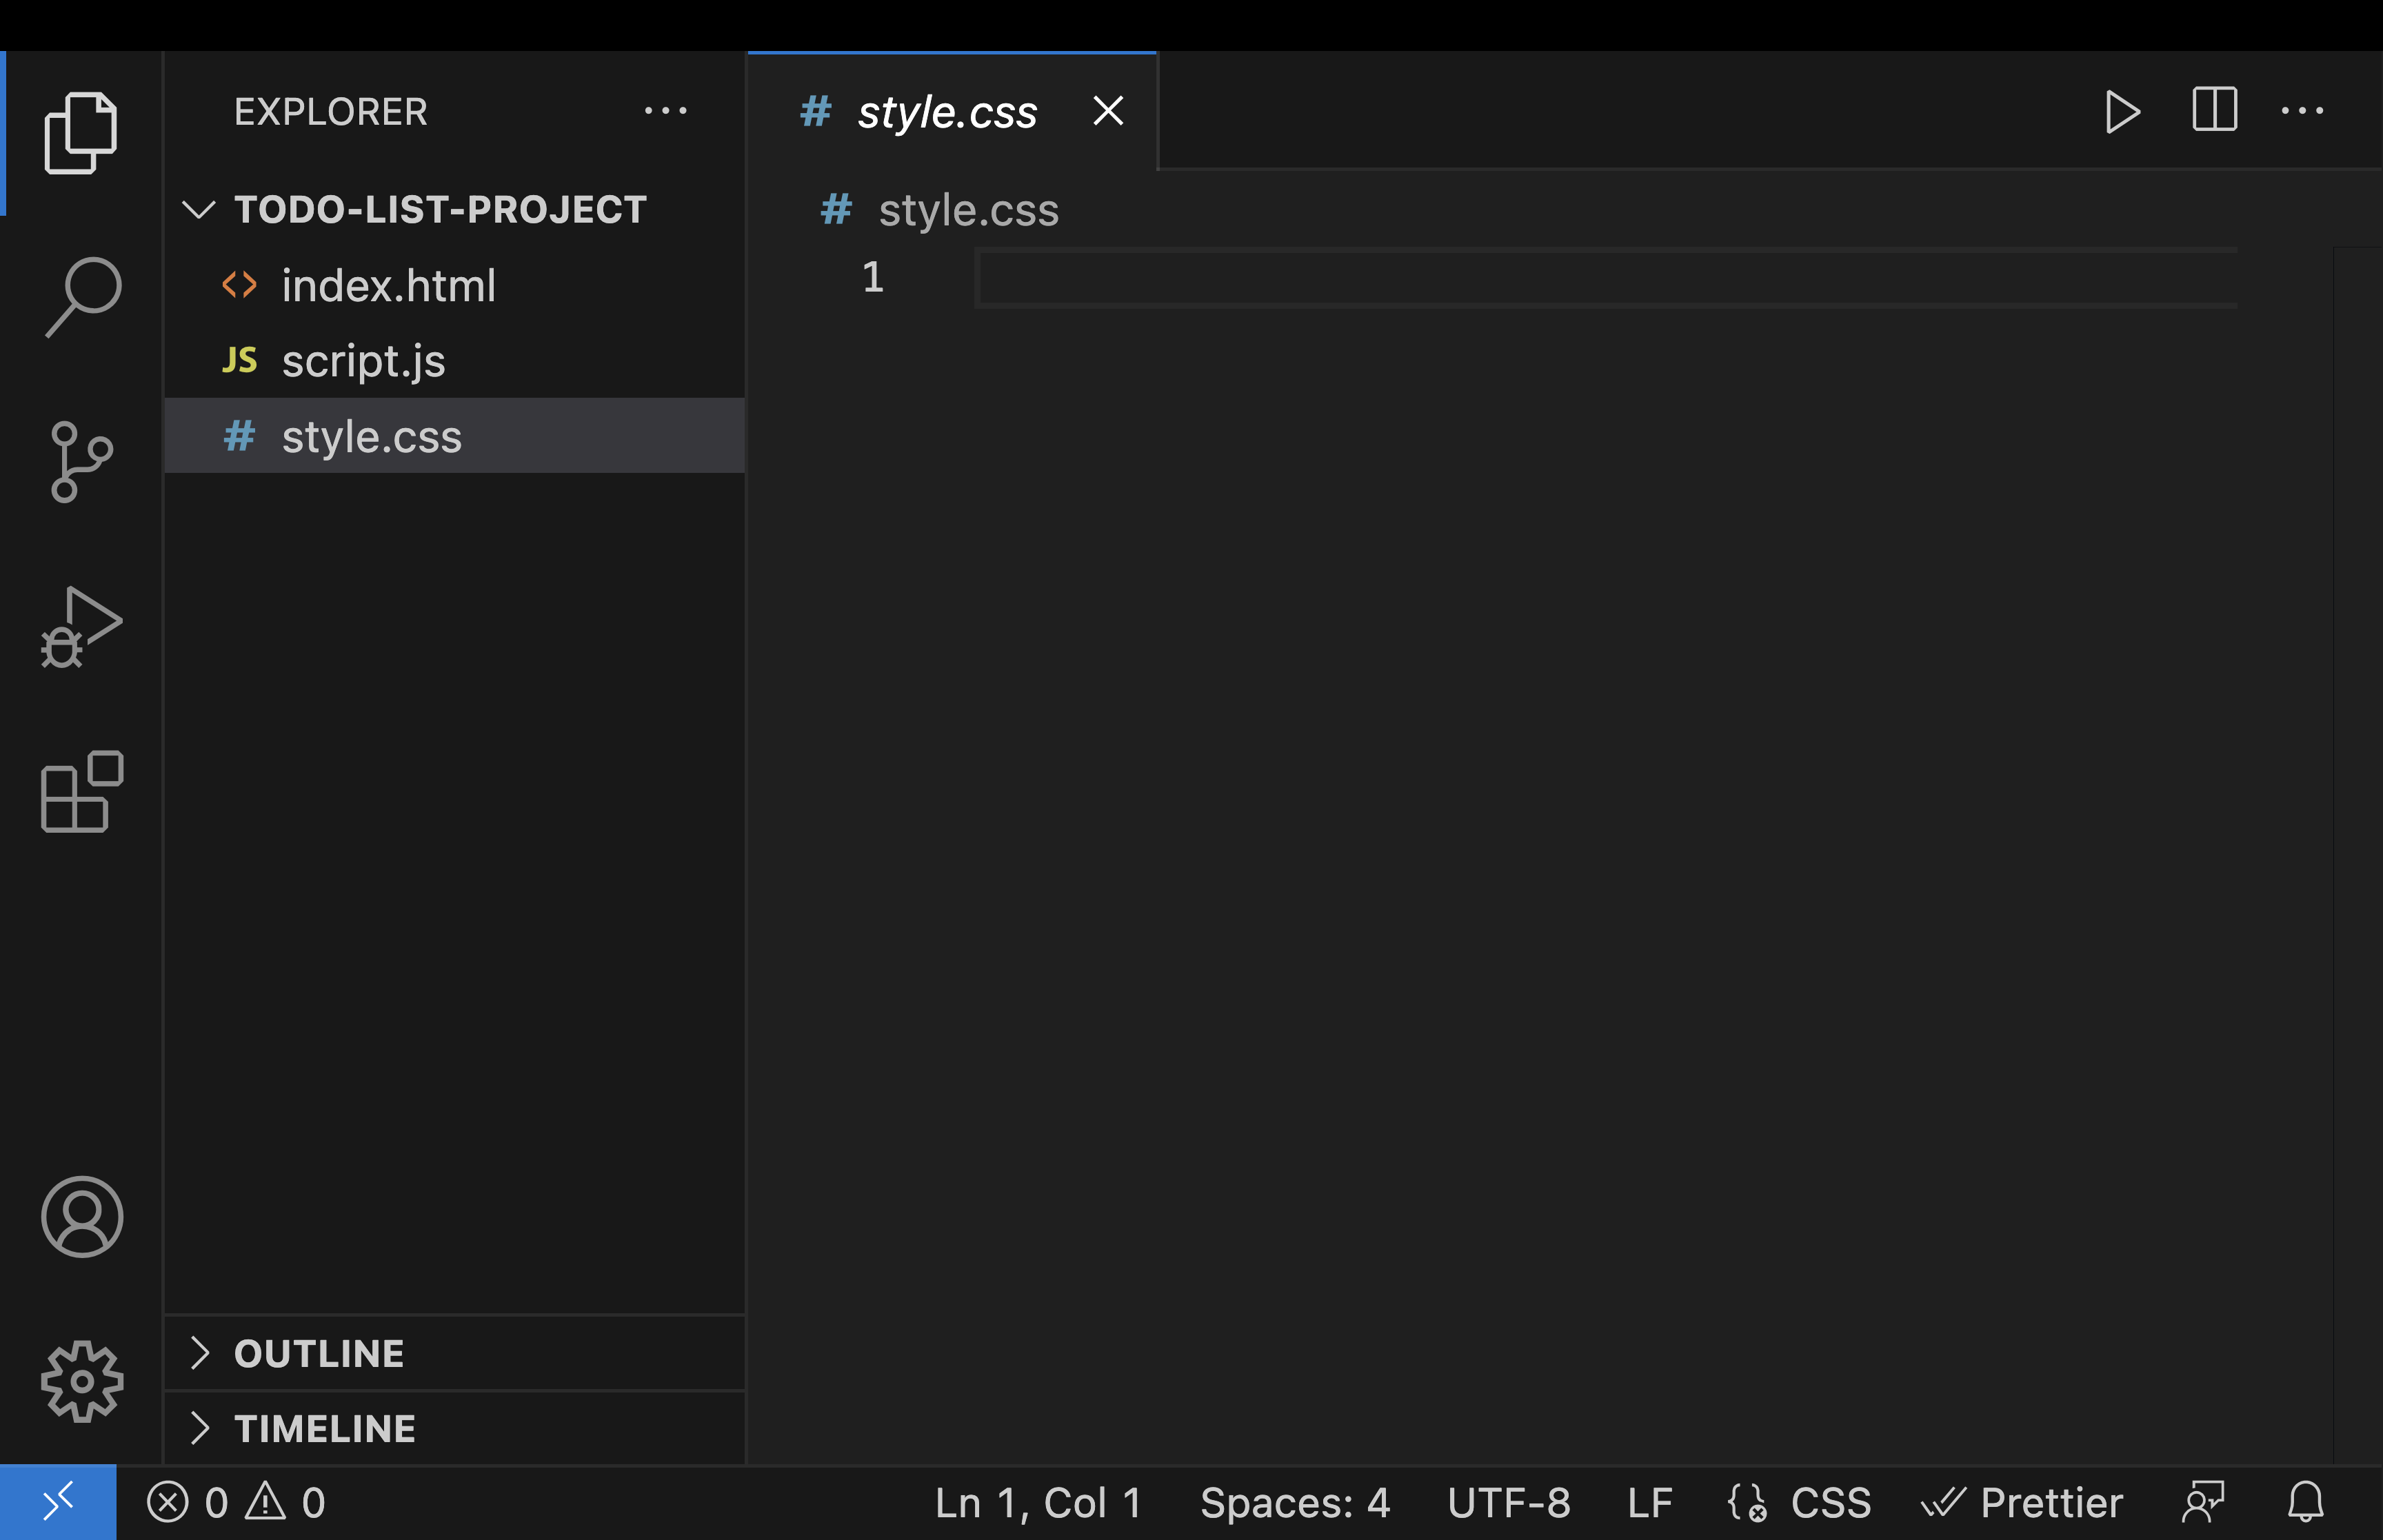 EXPLORER
TODO-LIST-PROJECT
<> index.html
JS script.js
# style.css
OUTLINE
TIMELINE
# style.css
# style.css
1
0 0 Ln 1, Col 1 Spaces: 4 UTF-8 LF CSS Prettier